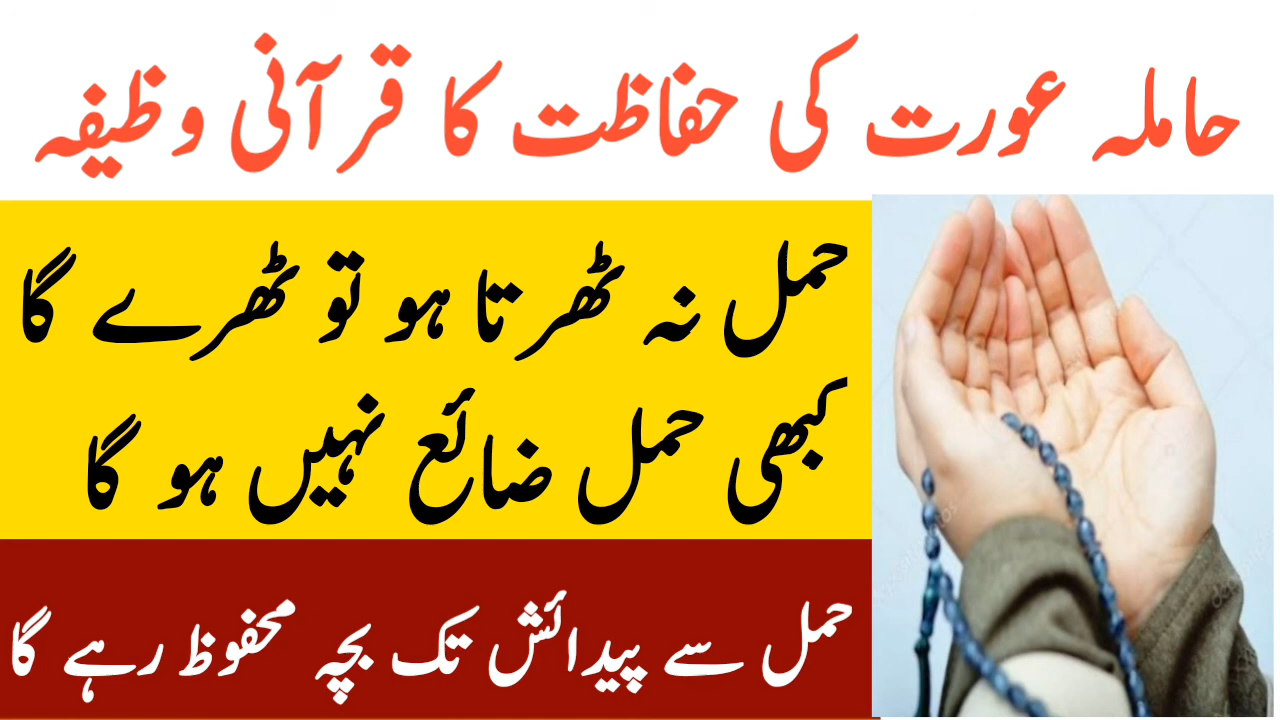 حاملہ عورت کی حفاظت کا قرآنی وظیفہ
حمل نہ ٹھرتا ہو تو ٹھرے گا
کبھی حمل ضائع نہیں ہو گا
حمل سے پیدائش تک بچہ محفوظ رہے گا